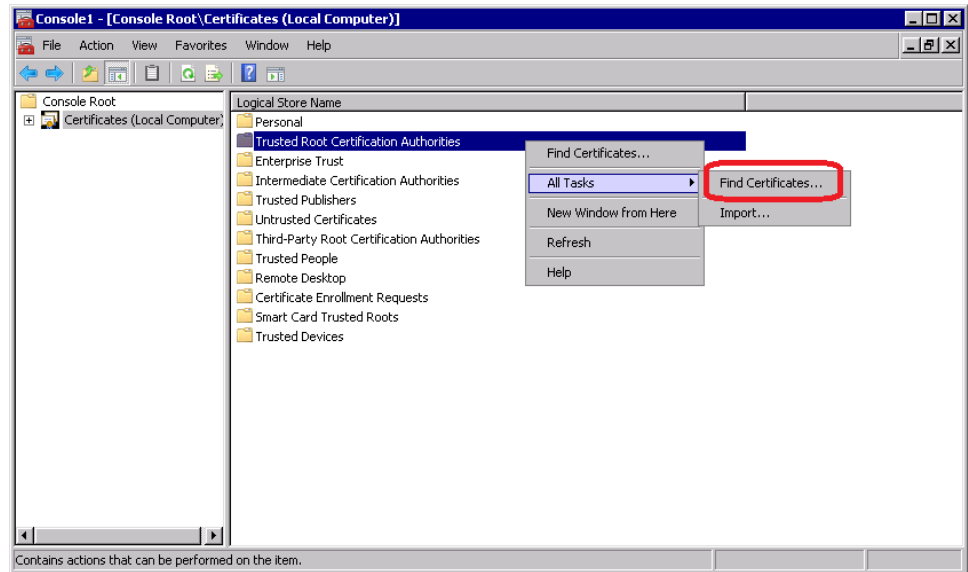 Console1 - [Console Root\Certificates (Local Computer)]
File Action View Favorites Window Help
Console Root
Certificates (Local Computer)
Logical Store Name
Personal
Trusted Root Certification Authorities
Enterprise Trust
Intermediate Certification Authorities
Trusted Publishers
Untrusted Certificates
Third-Party Root Certification Authorities
Trusted People
Remote Desktop
Certificate Enrollment Requests
Smart Card Trusted Roots
Trusted Devices
Find Certificates...
All Tasks
New Window from Here
Refresh
Help
Find Certificates...
Import...
Contains actions that can be performed on the item.